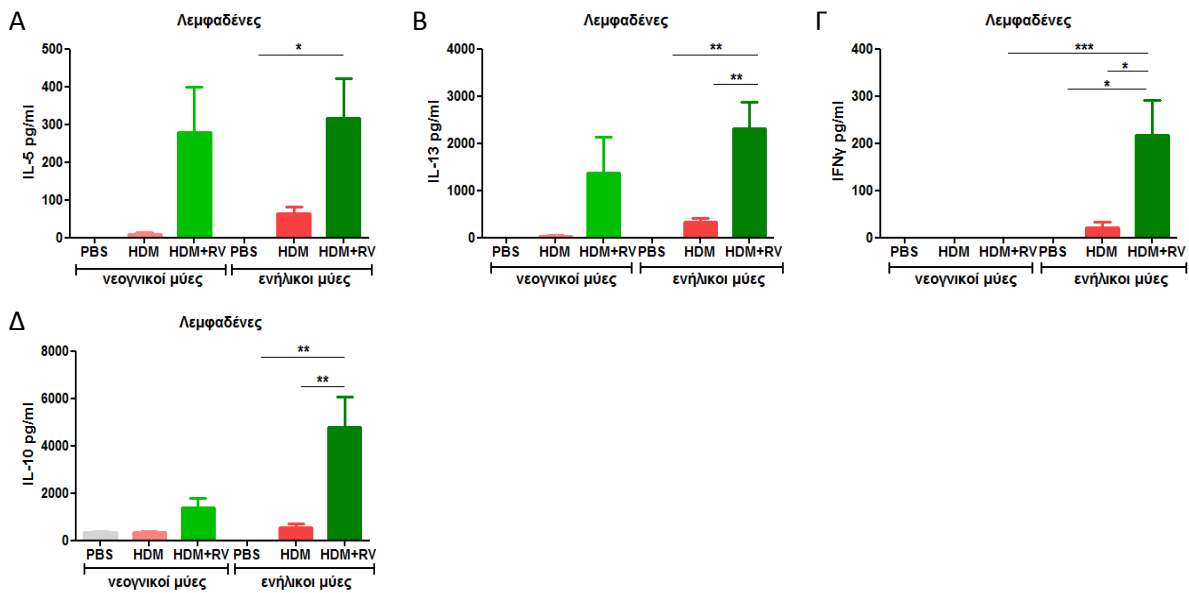 Α
Λεμφαδένες
*
500
400
300
200
100
0
IL-5 pg/ml
PBS HDM HDM+RV PBS HDM HDM+RV
νεογνικοί μύες ενήλικοι μύες
Β
Λεμφαδένες
**
**
4000
3000
2000
1000
0
IL-13 pg/ml
PBS HDM HDM+RV PBS HDM HDM+RV
νεογνικοί μύες ενήλικοι μύες
Γ
Λεμφαδένες
***
*
*
400
300
200
100
0
IFNγ pg/ml
PBS HDM HDM+RV PBS HDM HDM+RV
νεογνικοί μύες ενήλικοι μύες
Δ
Λεμφαδένες
**
**
8000
6000
4000
2000
0
IL-10 pg/ml
PBS HDM HDM+RV PBS HDM HDM+RV
νεογνικοί μύες ενήλικοι μύες